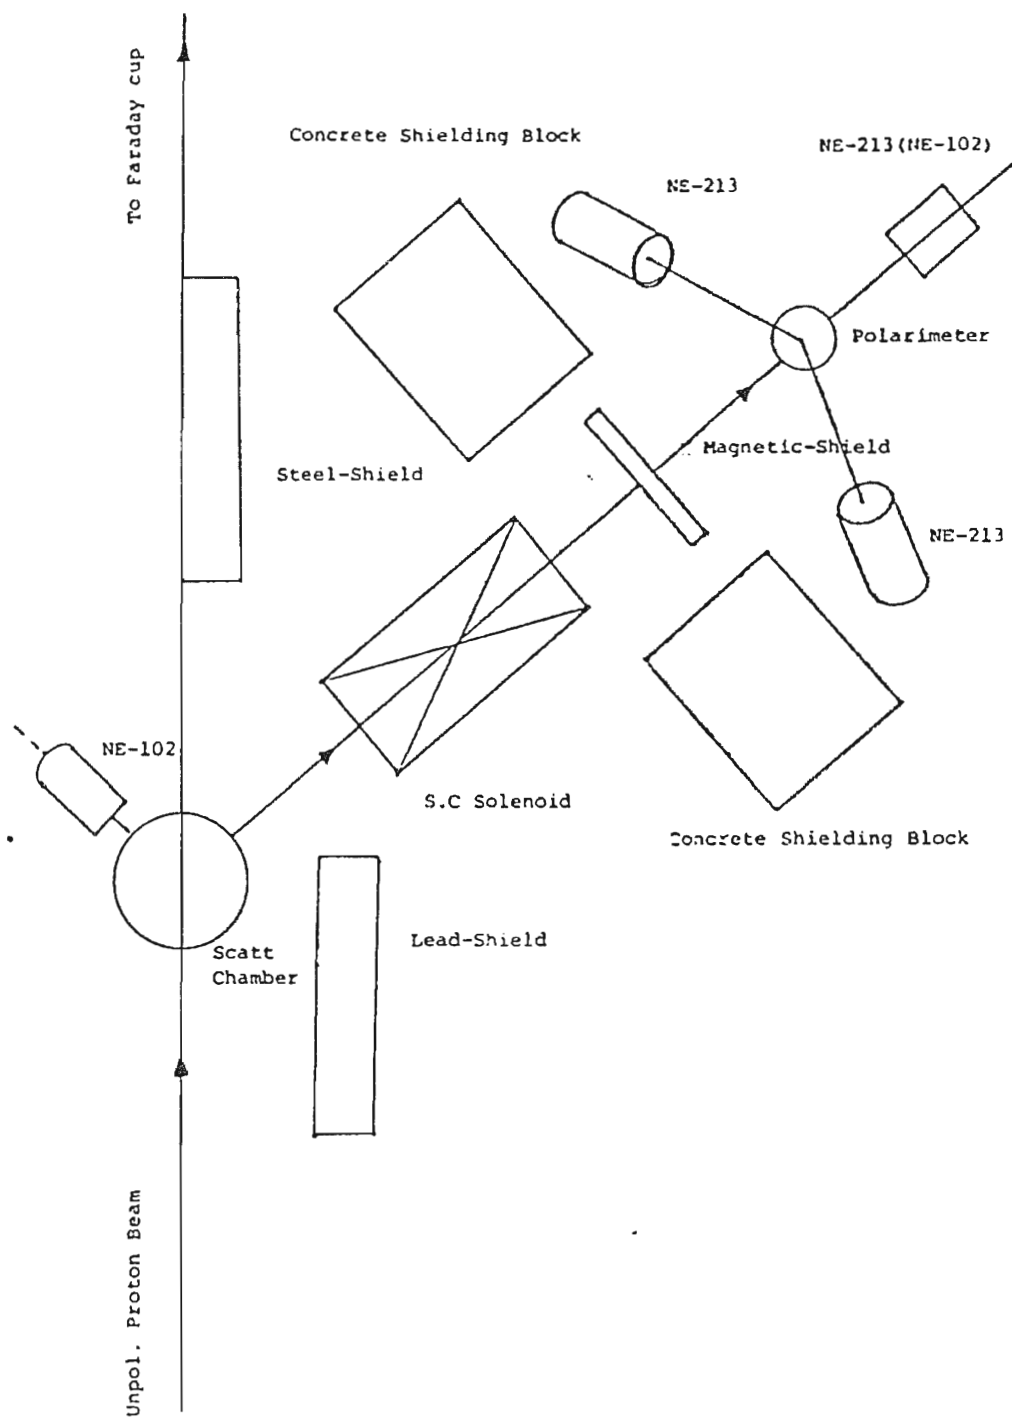 To Faraday cup
Concrete Shielding Block
NE-213(NE-102)
NE-213
Polarimeter
Magnetic-Shield
Steel-Shield
NE-213
NE-102
S.C Solenoid
Concrete Shielding Block
Lead-Shield
Scatt
Chamber
Unpol. Proton Beam